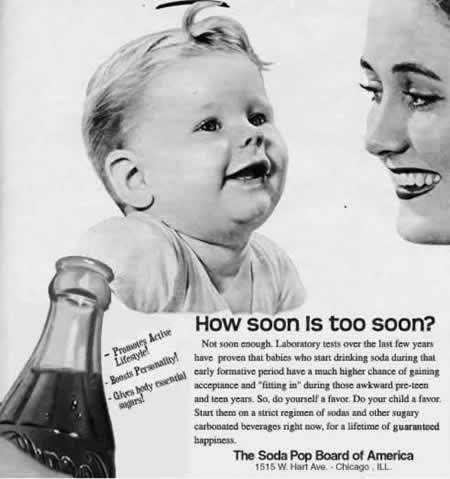 How soon is too soon?
Not soon enough. Laboratory tests over the last few years
have proven that babies who start drinking soda during that
early formative period have a much higher chance of gaining
acceptance and "fitting in" during those awkward pre-teen
and teen years. So, do yourself a favor. Do your child a favor.
Start them on a strict regimen of sodas and other sugary
carbonated beverages right now, for a lifetime of guaranteed
happiness.
- Promotes Active
Lifestyle!
- Boosts Personality!
- Gives body essential
sugars!
The Soda Pop Board of America
1515 W. Hart Ave. - Chicago , ILL.